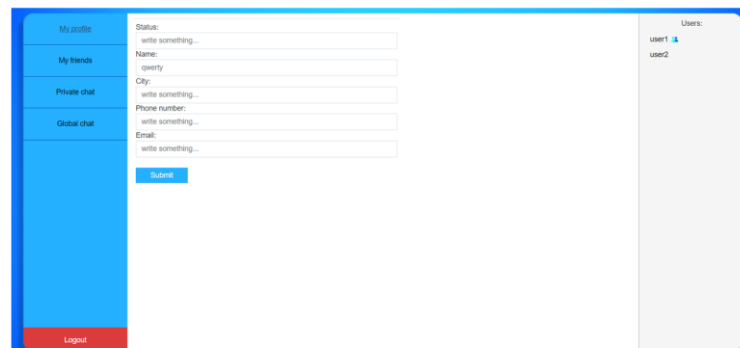 My profile
My friends
Private chat
Global chat
Logout
Status:
write something...
Name:
qwerty
City:
write something...
Phone number:
write something...
Email:
write something...
Submit
Users:
user1
user2